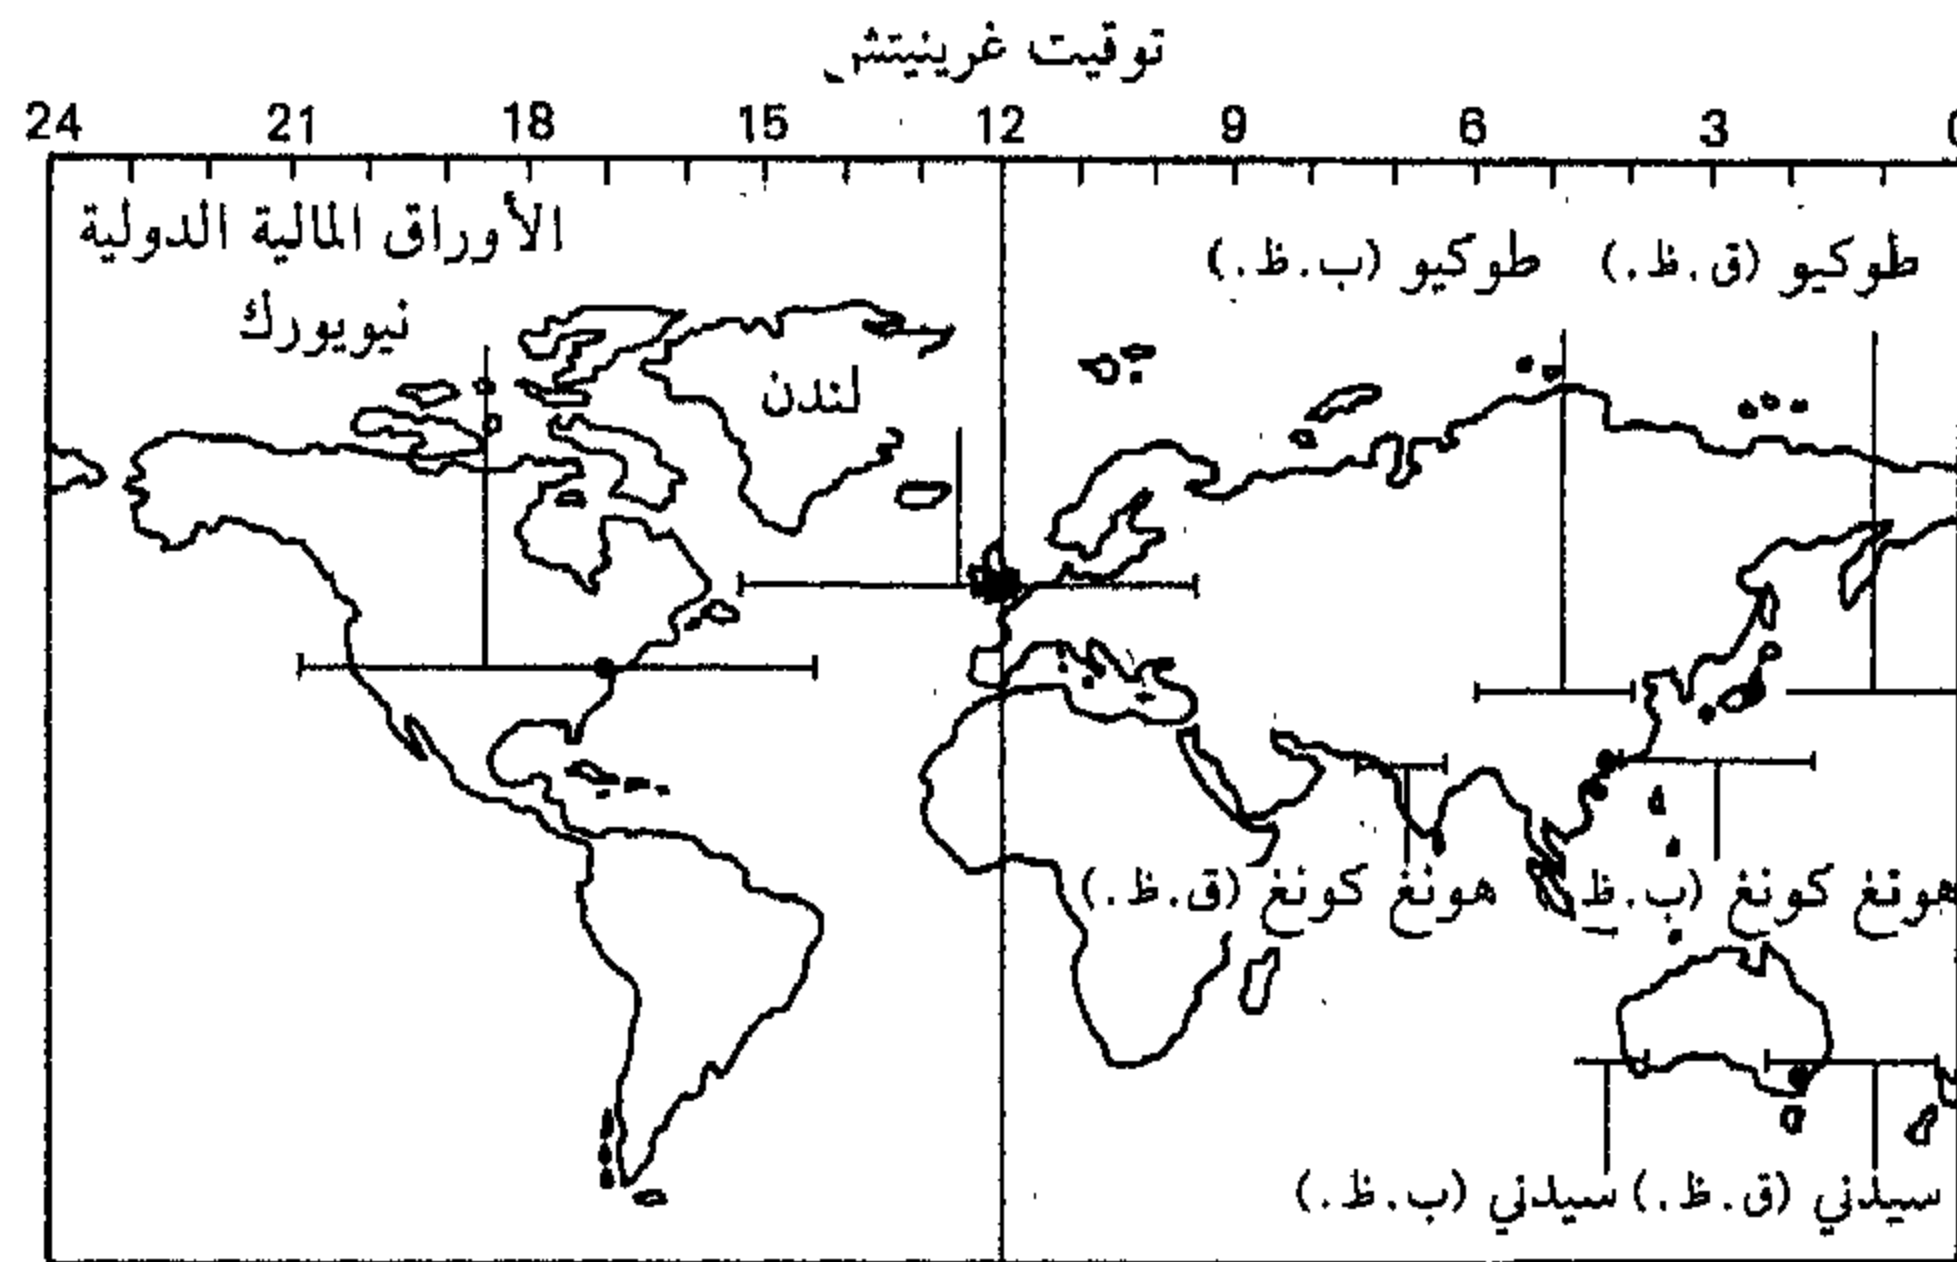 توقيت غرينيتش
24 21 18 15 12 9 6 3
الأوراق المالية الدولية
طوكيو (ق.ظ.) طوكيو (ب.ظ.)
نيويورك
لندن
هونغ كونغ (ب.ظ. هونغ كونغ (ق.ظ.)
سيدني (ق.ظ.) سيدني (ب.ظ.)